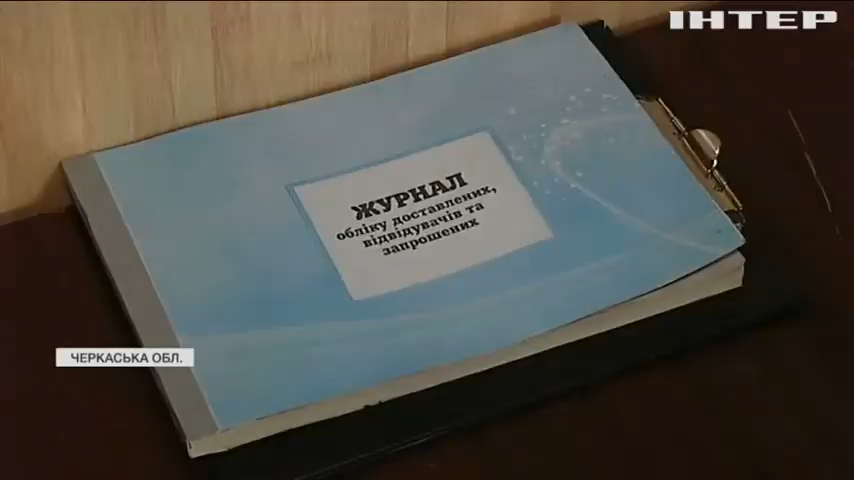 ІНТЕР
ЖУРНАЛ
обліку доставлених,
відвідувачів та
запрошених
ЧЕРКАСЬКА ОБЛ.